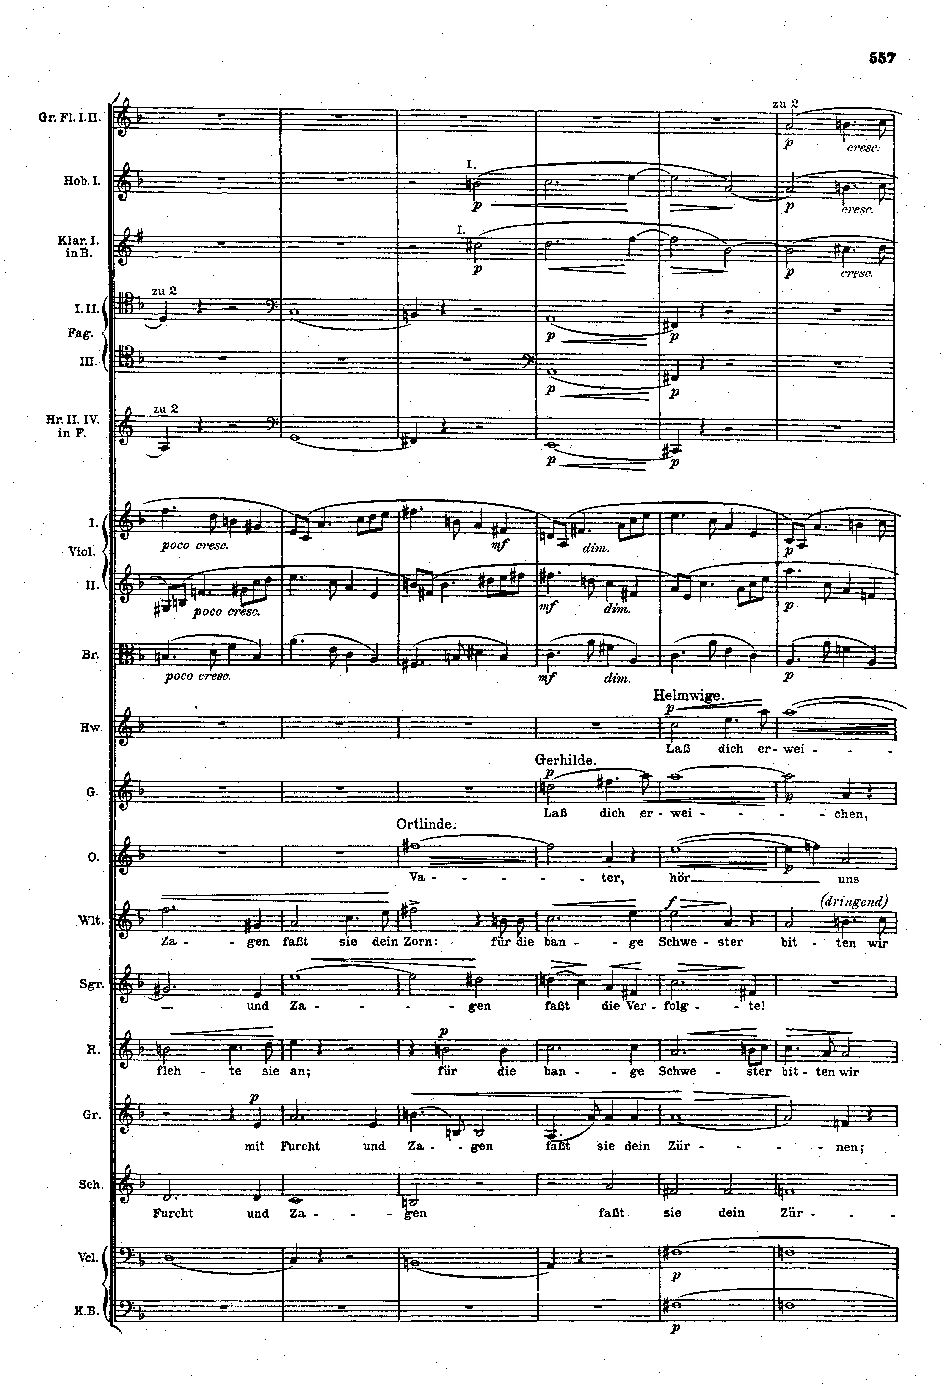 557
zu 2
Gr. Fl. I. II.
p cresc.
I.
Hob. I.
p p cresc.
Klar. I.
in B.
I.
p p cresc.
zu 2
I. II.
Fag.
p p
III.
p p
zu 2
Hr. II. IV.
in F.
p p
I.
Viol.
poco cresc. mf dim. p
II.
poco cresc. mf dim. p
Br.
poco cresc. mf dim. p
Helmwige.
p
Hw.
Laß dich er - wei - - - -
Gerhilde.
p
G.
p
Laß dich er - wei - - - - chen,
Ortlinde.
O.
p
Va - - - - - ter, hör uns
f (dringend)
Wlt.
Za - - gen faßt sie dein Zorn: für die ban - - ge Schwe - ster bit - ten wir
Sgr.
und Za - - - - gen faßt die Ver - folg - - te!
p
R.
fleh - te sie an; für die ban - - ge Schwe - ster bit - ten wir
p
Gr.
mit Furcht und Za - - gen faßt sie dein Zür - - - - nen;
Sch.
Furcht und Za - - - gen faßt sie dein Zür - - -
Vcl.
p
K.B.
p